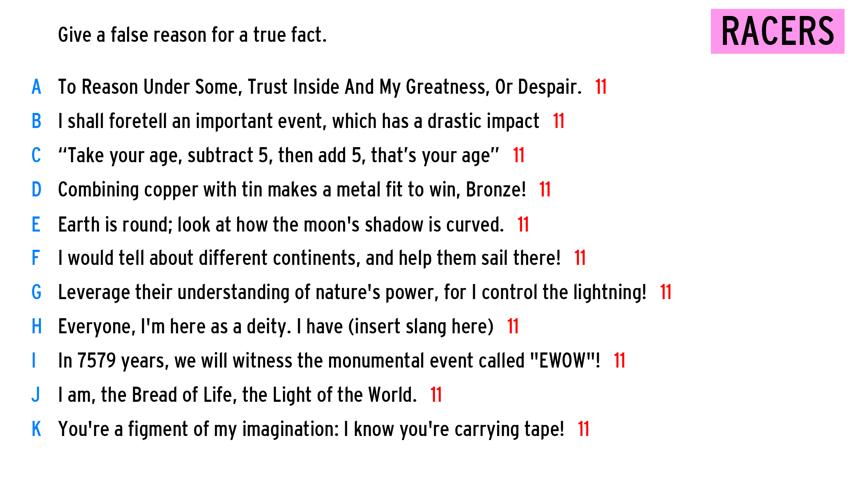 Give a false reason for a true fact.
RACERS
A To Reason Under Some, Trust Inside And My Greatness, Or Despair. 11
B I shall foretell an important event, which has a drastic impact 11
C “Take your age, subtract 5, then add 5, that’s your age” 11
D Combining copper with tin makes a metal fit to win, Bronze! 11
E Earth is round; look at how the moon's shadow is curved. 11
F I would tell about different continents, and help them sail there! 11
G Leverage their understanding of nature's power, for I control the lightning! 11
H Everyone, I'm here as a deity. I have (insert slang here) 11
I In 7579 years, we will witness the monumental event called "EWOW"! 11
J I am, the Bread of Life, the Light of the World. 11
K You're a figment of my imagination: I know you're carrying tape! 11